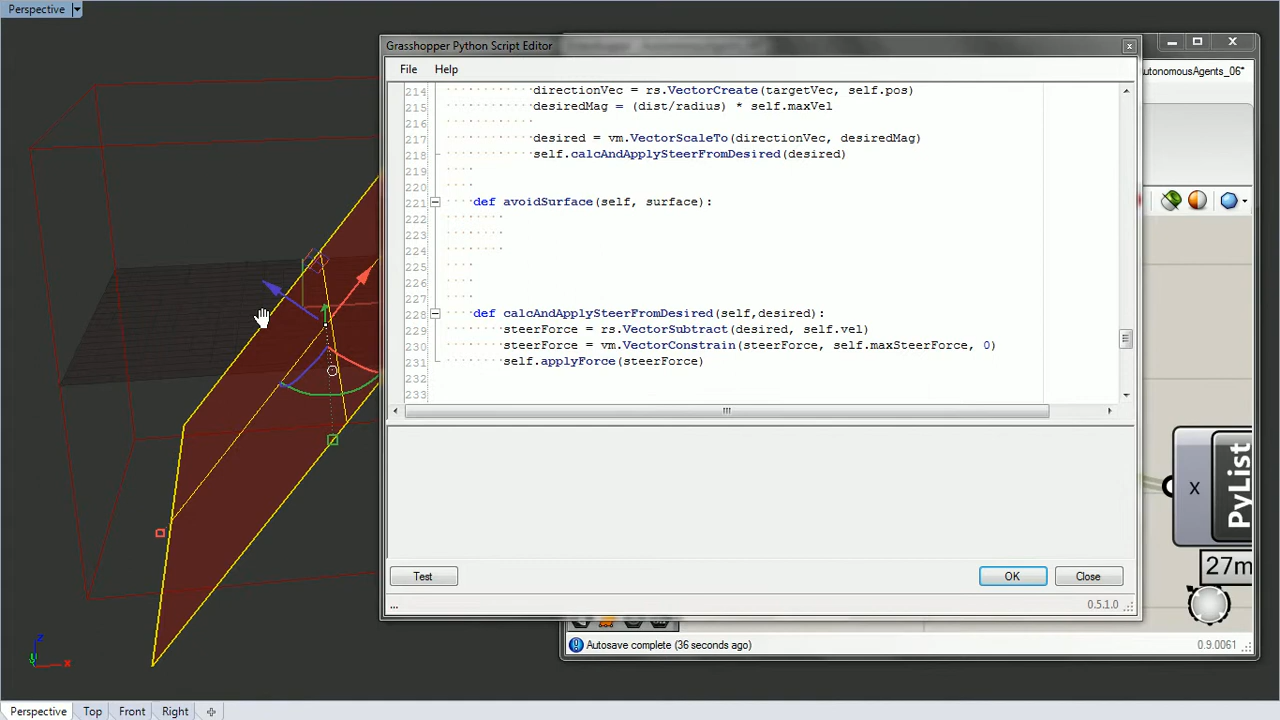 Perspective
Grasshopper Python Script Editor
utonomousAgents_06*
File Help
214 directionVec = rs.VectorCreate(targetVec, self.pos)
215 desiredMag = (dist/radius) * self.maxVel
216
217 desired = vm.VectorScaleTo(directionVec, desiredMag)
218 self.calcAndApplySteerFromDesired(desired)
219
220
221 def avoidSurface(self, surface):
222
223
224
225
226
227
228 def calcAndApplySteerFromDesired(self,desired):
229 steerForce = rs.VectorSubtract(desired, self.vel)
230 steerForce = vm.VectorConstrain(steerForce, self.maxSteerForce, 0)
231 self.applyForce(steerForce)
232
233
x
PyList
27m
Test
OK
Close
...
0.5.1.0
Autosave complete (36 seconds ago)
0.9.0061
z
y
x
Perspective Top Front Right